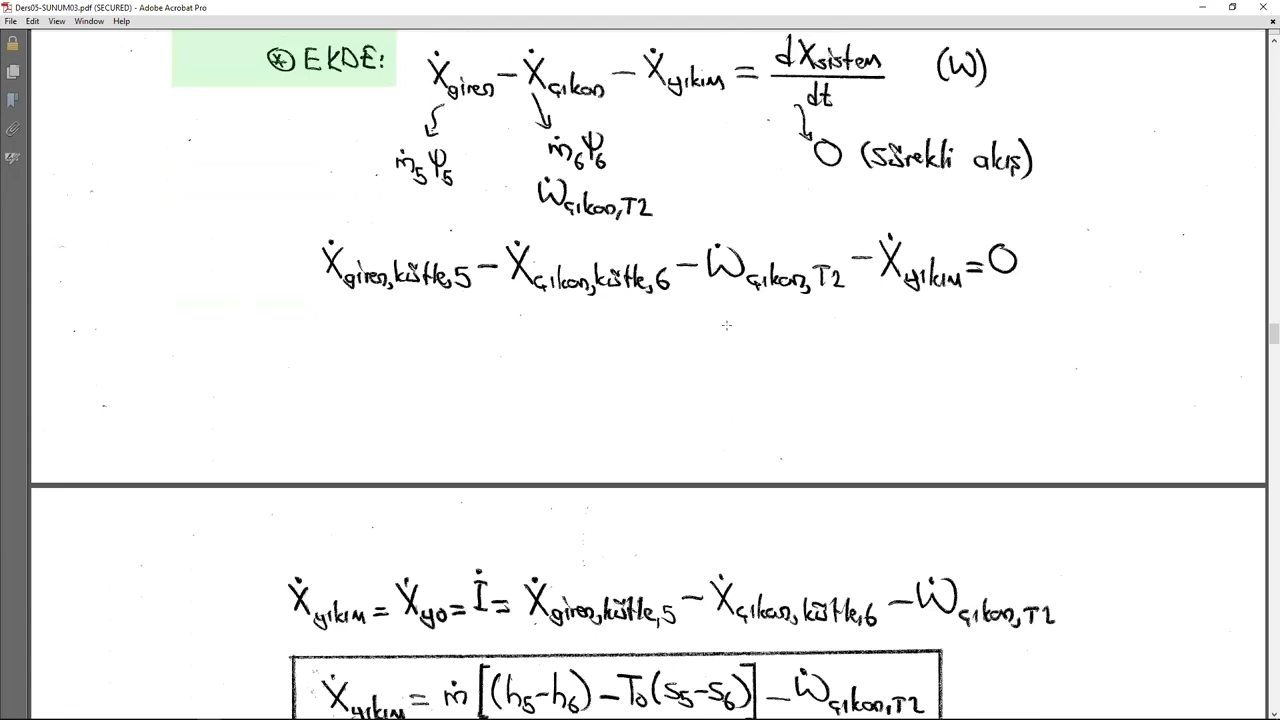 Ders05-SUNUM03.pdf (SECURED) - Adobe Acrobat Pro
File Edit View Window Help
⊛ EKDE: Ẋgiren - Ẋçıkan - Ẋyıkım = dXsistem/dt (W)
ṁ5ψ5 ṁ6ψ6 0 (sürekli akış)
Ẇçıkan,T2
Ẋgiren,kütle,5 - Ẋçıkan,kütle,6 - Ẇçıkan,T2 - Ẋyıkım = 0
Ẋyıkım = Ẋyo = İ = Ẋgiren,kütle,5 - Ẋçıkan,kütle,6 - Ẇçıkan,T2
Ẋyıkım = ṁ[(h5-h6) - T0(s5-s6)] - Ẇçıkan,T2